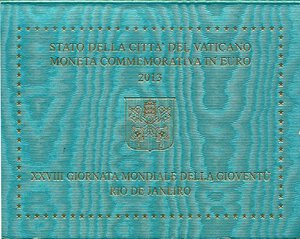 STATO DELLA CITTA' DEL VATICANO
MONETA COMMEMORATIVA IN EURO
2013
XXVIII GIORNATA MONDIALE DELLA GIOVENTÙ
RIO DE JANEIRO